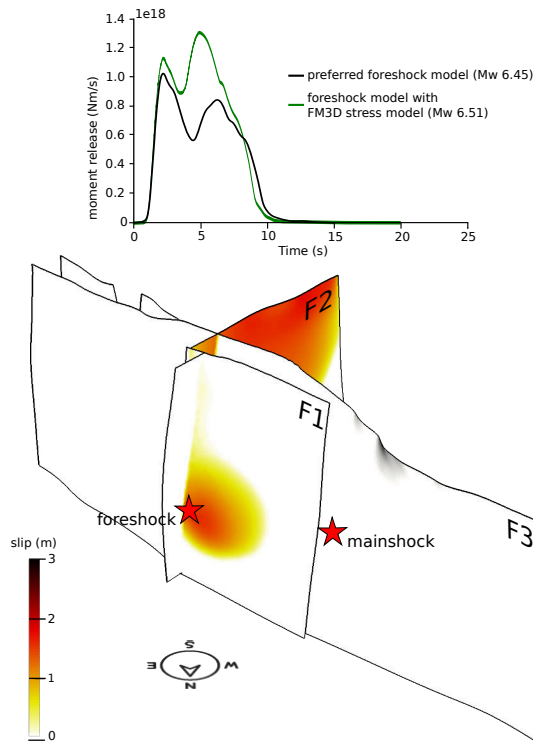 1e18
1.4
1.2
1.0
0.8
0.6
0.4
0.2
0
moment release (Nm/s)
0 5 10 15 20 25
Time (s)
preferred foreshock model (Mw 6.45)
foreshock model with
FM3D stress model (Mw 6.51)
F2
F1
F3
foreshock
mainshock
slip (m)
3
2
1
0
S
E W
N